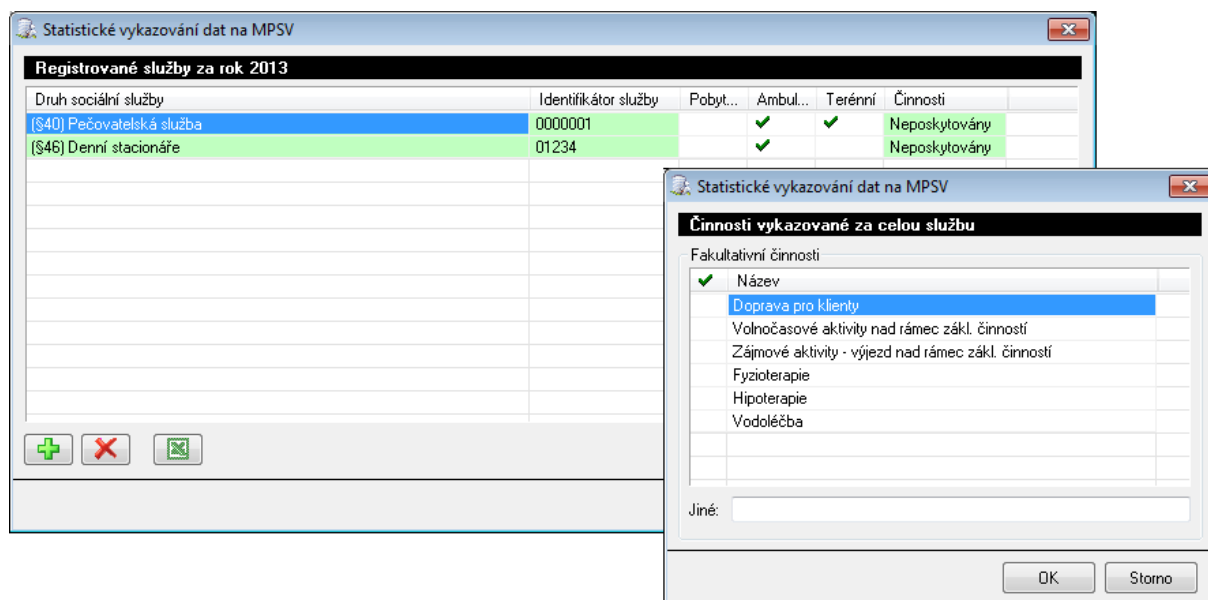 Statistické vykazování dat na MPSV
Registrované služby za rok 2013
Druh sociální služby Identifikátor služby Pobyt... Ambul... Terénní Činnosti
(§40) Pečovatelská služba 0000001 Neposkytovány
(§46) Denní stacionáře 01234 Neposkytovány
Statistické vykazování dat na MPSV
Činnosti vykazované za celou službu
Fakultativní činnosti
Název
Doprava pro klienty
Volnočasové aktivity nad rámec zákl. činností
Zájmové aktivity - výjezd nad rámec zákl. činností
Fyzioterapie
Hipoterapie
Vodoléčba
Jiné:
OK Storno